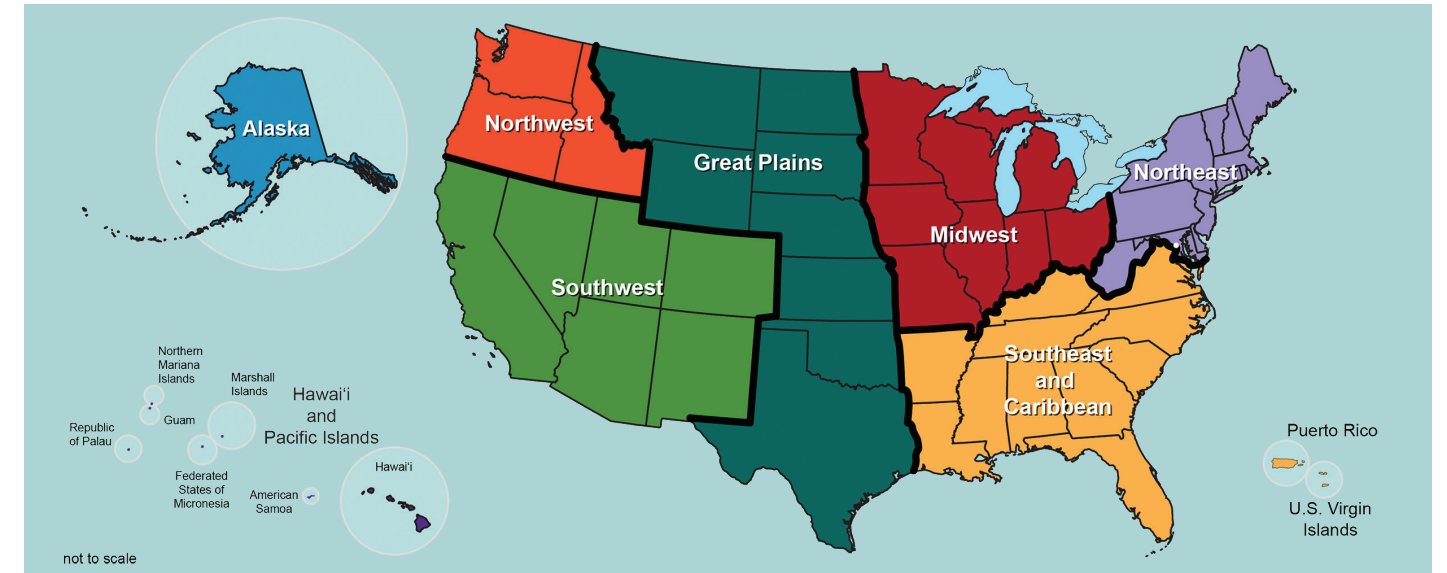 Alaska
Northwest
Great Plains
Northeast
Midwest
Southwest
Southeast
and
Caribbean
Northern
Mariana
Islands
Marshall
Islands
Hawai‘i
and
Pacific Islands
Guam
Republic
of Palau
Federated
States of
Micronesia
American
Samoa
Hawai‘i
Puerto Rico
U.S. Virgin
Islands
not to scale